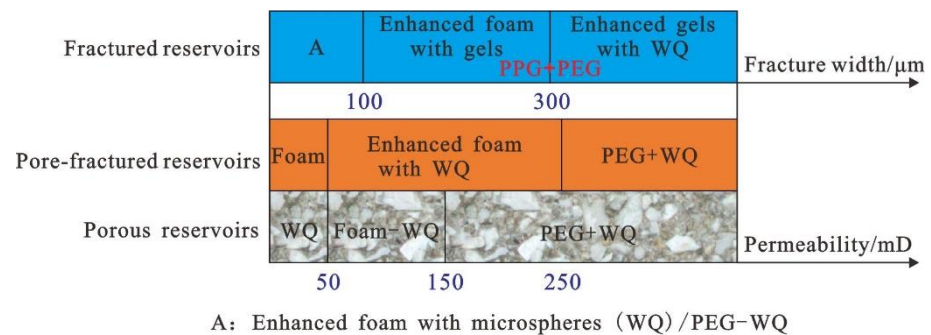 Fractured reservoirs
A
Enhanced foam
with gels
Enhanced gels
with WQ
PPG+PEG
Fracture width/μm
100
300
Pore-fractured reservoirs
Foam
Enhanced foam
with WQ
PEG+WQ
Porous reservoirs
WQ
Foam-WQ
PEG+WQ
Permeability/mD
50
150
250
A: Enhanced foam with microspheres (WQ)/PEG-WQ